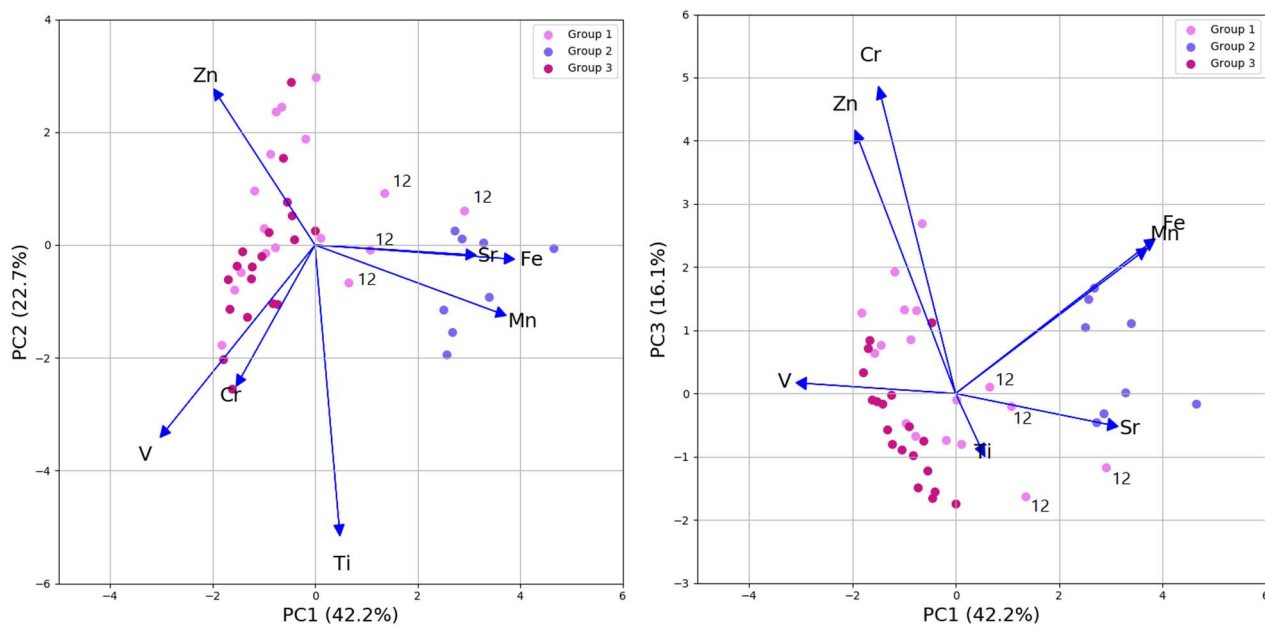 4
2
0
−2
−4
−6
−2
0
2
4
6
PC2 (22.7%)
PC1 (42.2%)
Group 1
Group 2
Group 3
Zn
12
12
12
Sr
Fe
12
Mn
Cr
V
Ti
6
5
4
3
2
1
0
−1
−2
−3
−4
−2
0
2
4
6
PC3 (16.1%)
PC1 (42.2%)
Group 1
Group 2
Group 3
Cr
Zn
Fe
Mn
V
12
12
Sr
Ti
12
12